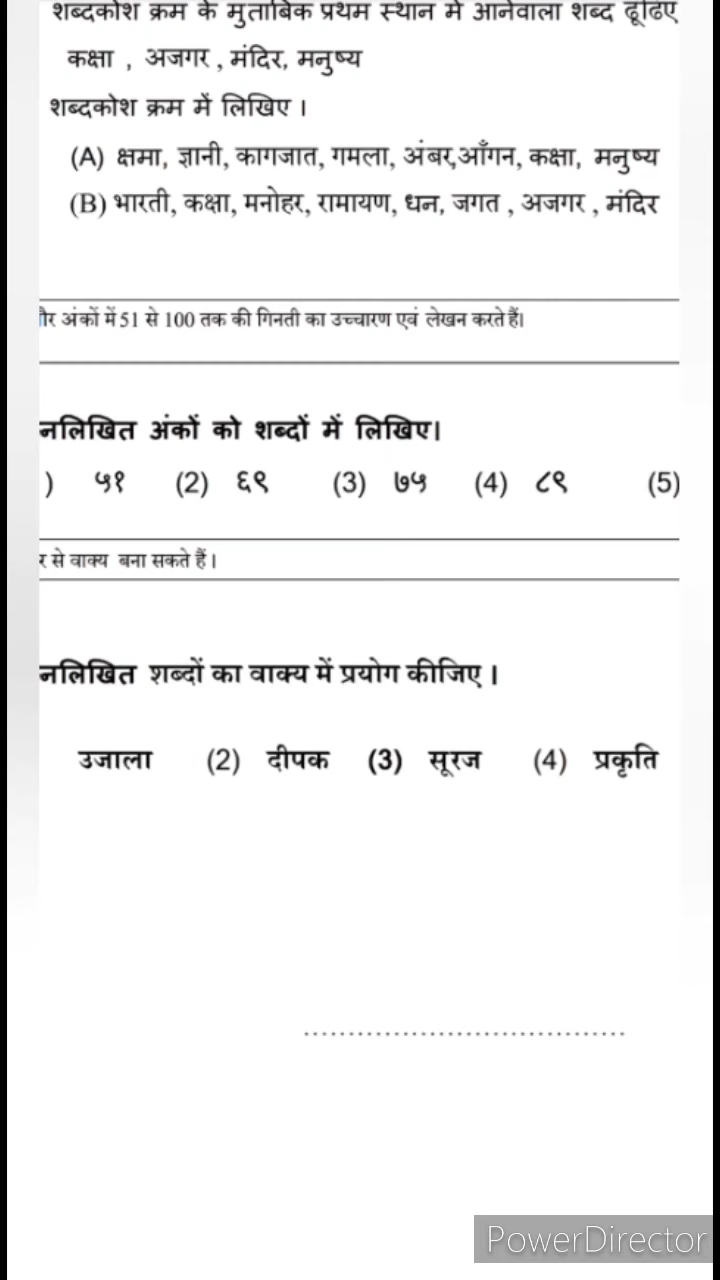 शब्दकोश क्रम के मुताबिक प्रथम स्थान में आनेवाला शब्द ढूंढिए
कक्षा , अजगर , मंदिर, मनुष्य
शब्दकोश क्रम में लिखिए ।
(A) क्षमा, ज्ञानी, कागजात, गमला, अंबर,आँगन, कक्षा, मनुष्य
(B) भारती, कक्षा, मनोहर, रामायण, धन, जगत , अजगर , मंदिर
और अंकों में 51 से 100 तक की गिनती का उच्चारण एवं लेखन करते हैं।
नलिखित अंकों को शब्दों में लिखिए।
) ५१ (2) ६९ (3) ७५ (4) ८९ (5)
र से वाक्य बना सकते हैं ।
नलिखित शब्दों का वाक्य में प्रयोग कीजिए ।
उजाला (2) दीपक (3) सूरज (4) प्रकृति
PowerDirector